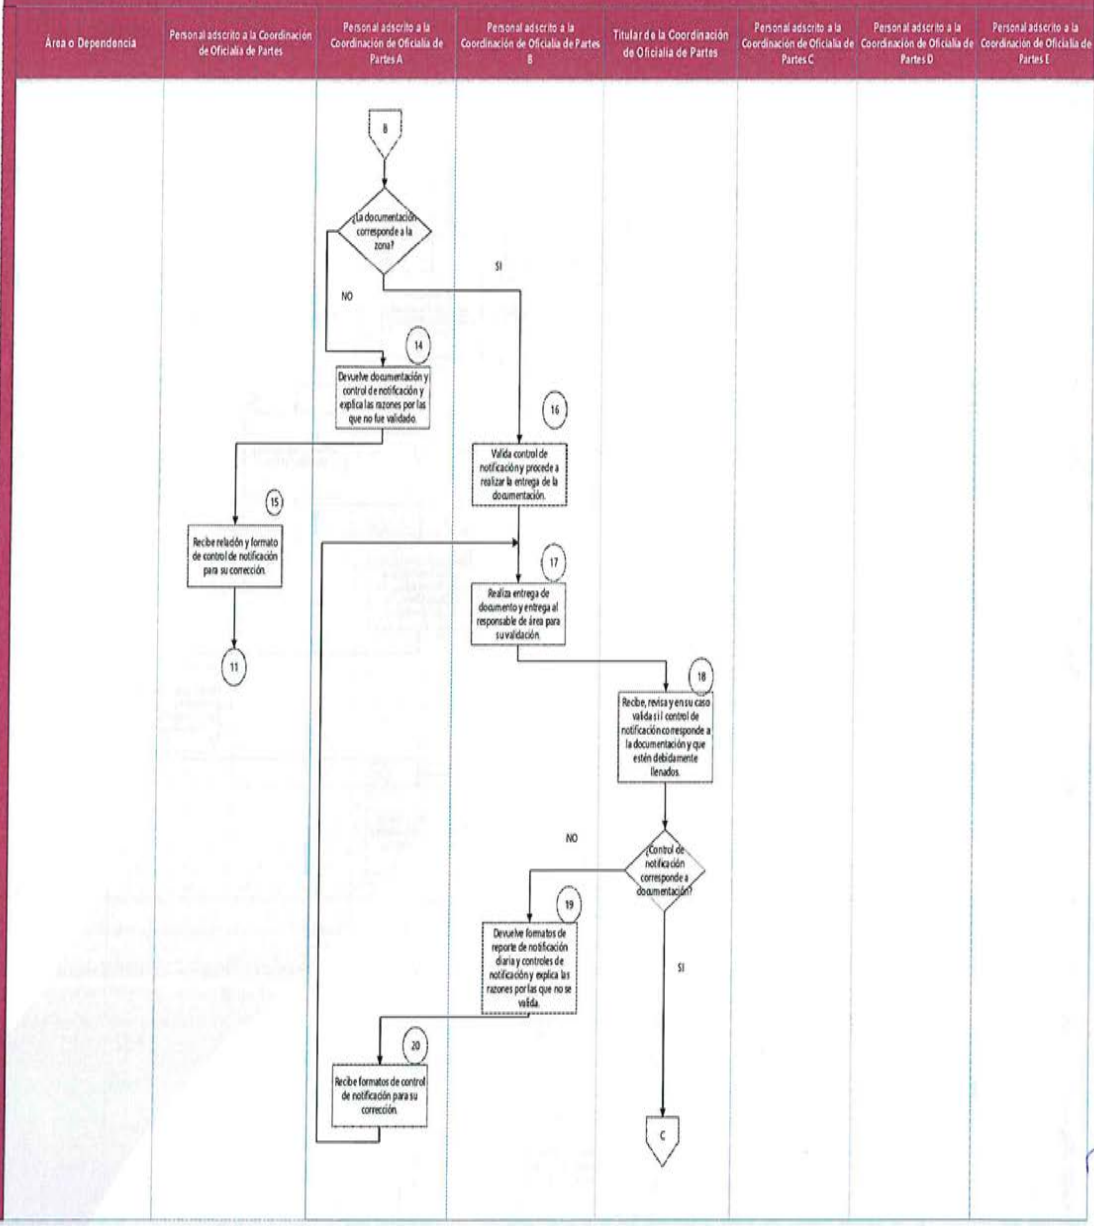 Área o Dependencia
Personal adscrito a la Coordinación
de Oficialía de Partes
Personal adscrito a la
Coordinación de Oficialía de
Partes A
Personal adscrito a la
Coordinación de Oficialía de Partes
B
Titular de la Coordinación
de Oficialía de Partes
Personal adscrito a la
Coordinación de Oficialía de
Partes C
Personal adscrito a la
Coordinación de Oficialía de
Partes D
Personal adscrito a la
Coordinación de Oficialía de
Partes E
B
¿La documentación
corresponde a la
zona?
SI
NO
14
Devuelve documentación y
control de notificación y
explica las razones por las
que no fue validado.
16
Valida control de
notificación y procede a
realizar la entrega de la
documentación.
15
Recibe relación y formato
de control de notificación
para su corrección.
17
Realiza entrega de
documento y entrega al
responsable de área para
su validación.
11
18
Recibe, revisa y en su caso
valida si l control de
notificación corresponde a
la documentación y que
estén debidamente
llenados.
NO
¿Control de
notificación
corresponde a
documentación?
19
Devuelve formatos de
reporte de notificación
diaria y controles de
notificación y explica las
razones por las que no se
valida.
SI
20
Recibe formatos de control
de notificación para su
corrección.
C